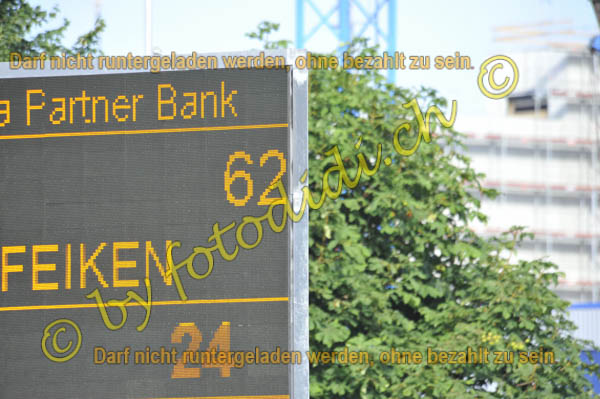 Darf nicht runtergeladen werden, ohne bezahlt zu sein.
a Partner Bank
62
FEIKEN
24
© by fotodidi.ch ©
Darf nicht runtergeladen werden, ohne bezahlt zu sein